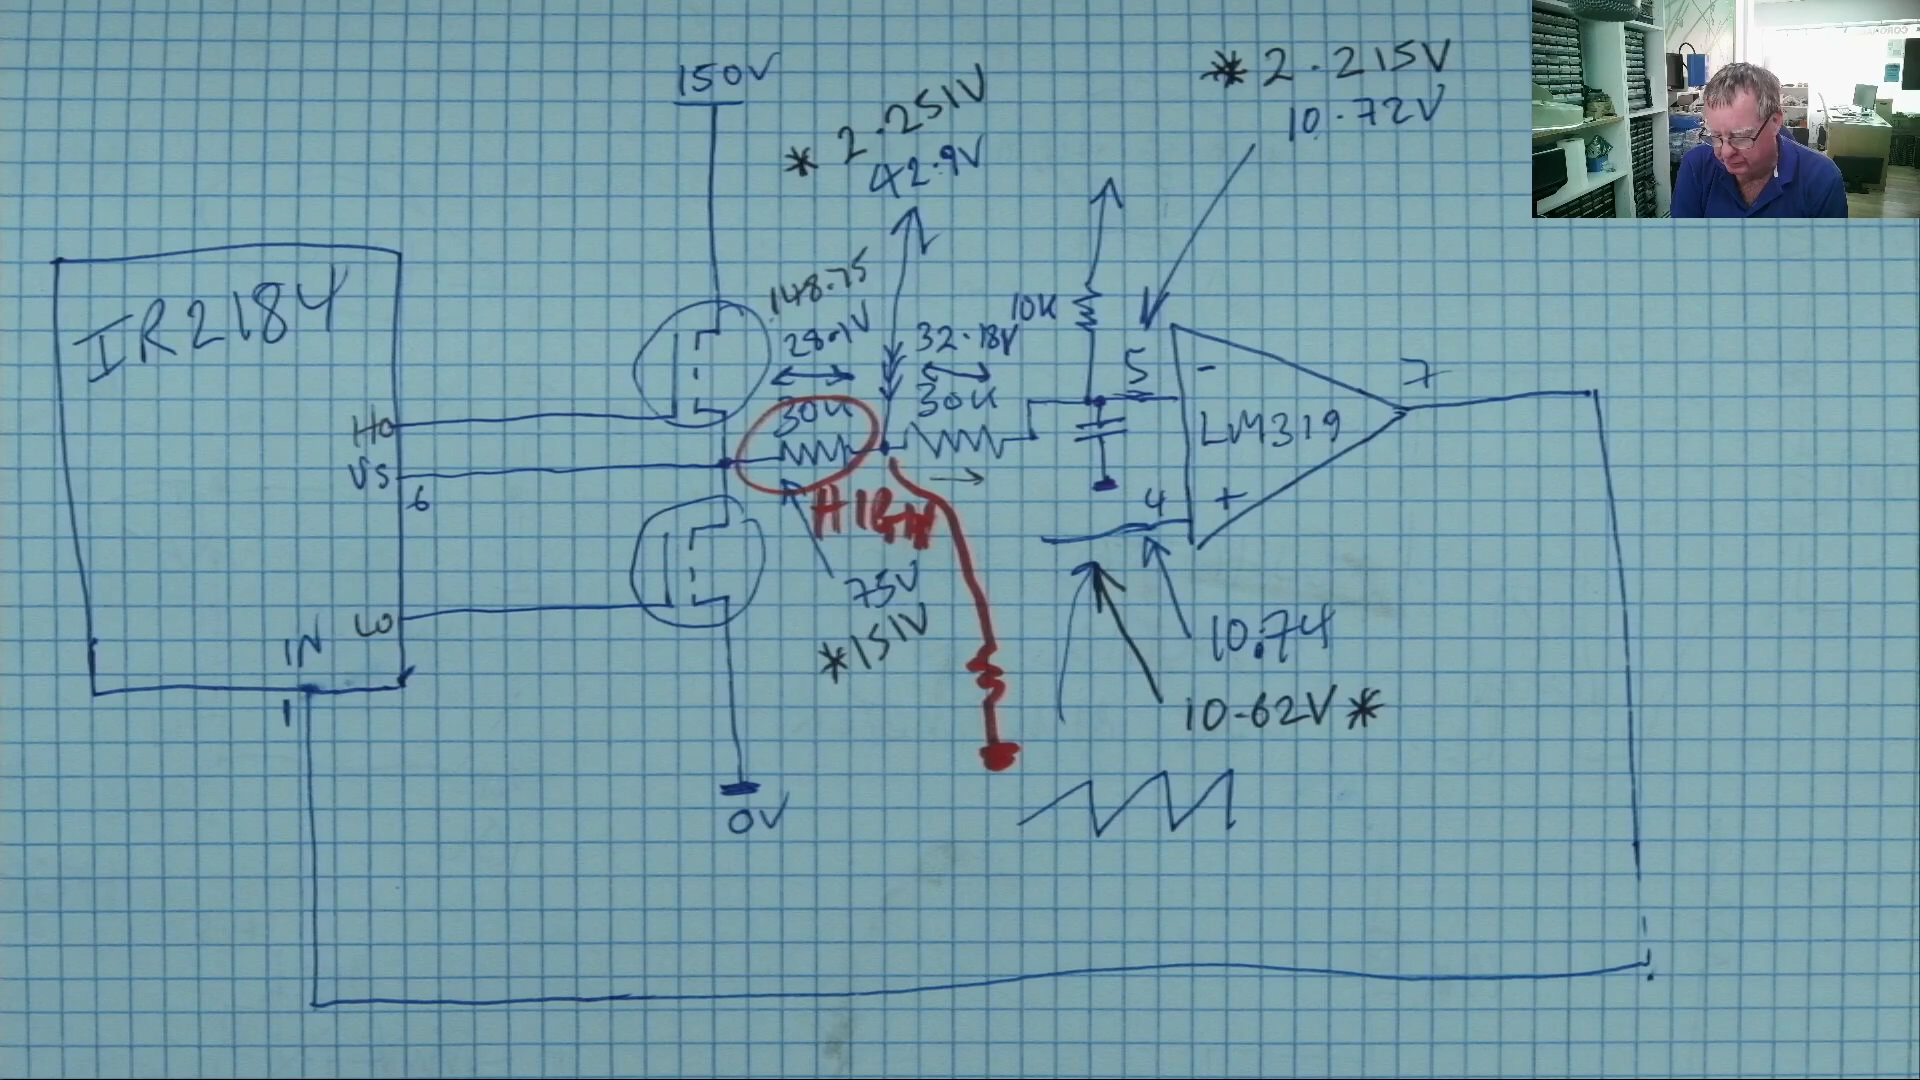 150V
* 2.251V
42.9V
* 2.215V
10.72V
IR2184
148.75
28.1V
32.18V
10K
30K
30K
5
-
7
LM319
HO
VS
6
HIGH
4
+
75V
*151V
LO
IN
1
10.74
10.62V *
0V